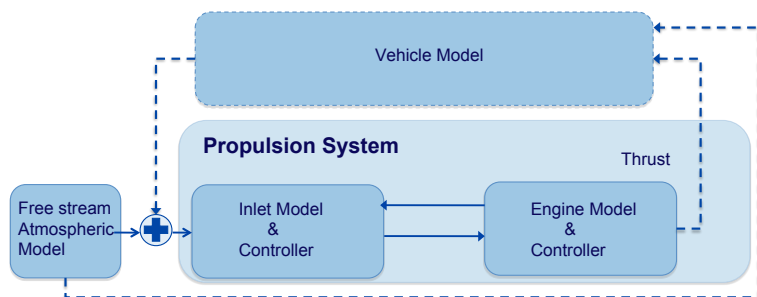 Vehicle Model
Propulsion System
Thrust
Free stream
Atmospheric
Model
Inlet Model
&
Controller
Engine Model
&
Controller